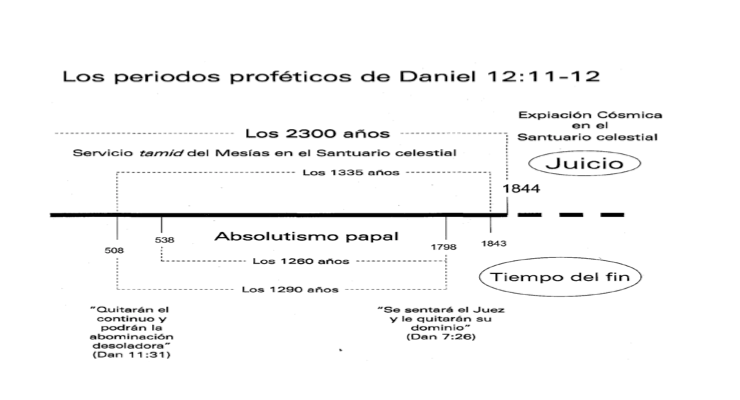 Los periodos proféticos de Daniel 12:11-12
Expiación Cósmica
en el
Santuario celestial
Juicio
Los 2300 años
Servicio tamid del Mesías en el Santuario celestial
Los 1335 años
1844
508
538
Absolutismo papal
1798
1843
Los 1260 años
Tiempo del fin
Los 1290 años
"Quitarán el
continuo y
podrán la
abominación
desoladora"
(Dan 11:31)
"Se sentará el Juez
y le quitarán su
dominio"
(Dan 7:26)